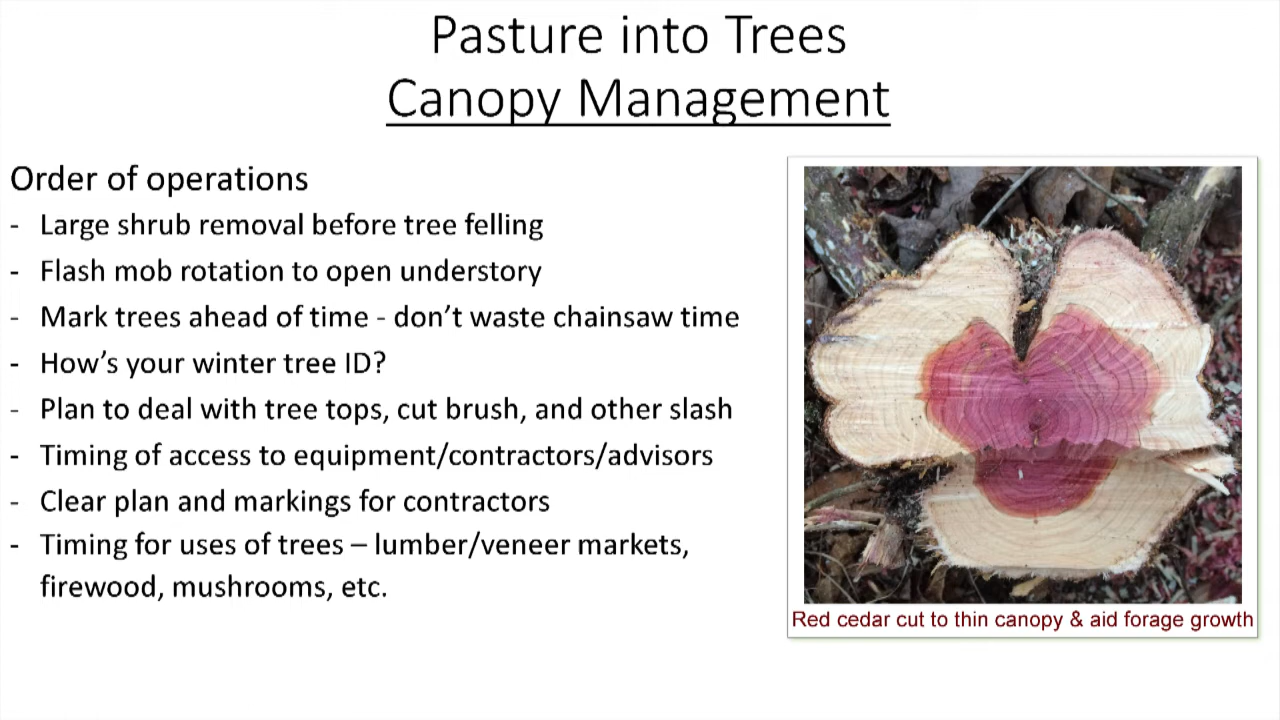 Pasture into Trees
Canopy Management
Order of operations
- Large shrub removal before tree felling
- Flash mob rotation to open understory
- Mark trees ahead of time - don’t waste chainsaw time
- How’s your winter tree ID?
- Plan to deal with tree tops, cut brush, and other slash
- Timing of access to equipment/contractors/advisors
- Clear plan and markings for contractors
- Timing for uses of trees – lumber/veneer markets,
firewood, mushrooms, etc.
Red cedar cut to thin canopy & aid forage growth